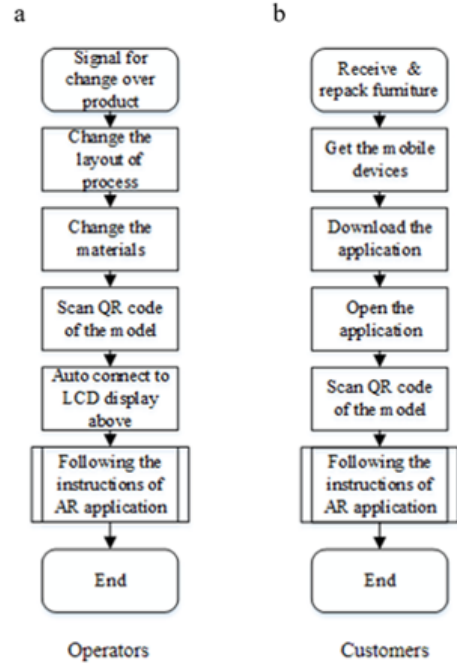 a
Signal for
change over
product
Change the
layout of
process
Change the
materials
Scan QR code
of the model
Auto connect to
LCD display
above
Following the
instructions of
AR application
End
Operators
b
Receive &
repack furniture
Get the mobile
devices
Download the
application
Open the
application
Scan QR code
of the model
Following the
instructions of
AR application
End
Customers